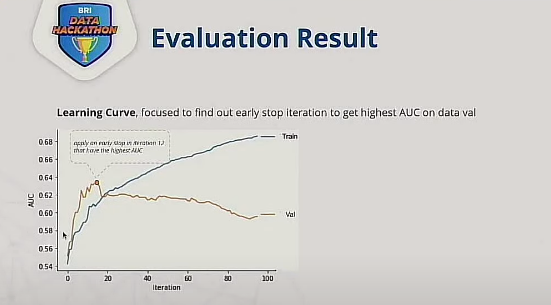 BRI
DATA
HACKATHON
Evaluation Result
Learning Curve, focused to find out early stop iteration to get highest AUC on data val
apply an early stop in iteration 12
that have the highest AUC
Train
Val
AUC
0.68
0.66
0.64
0.62
0.60
0.58
0.56
0.54
0
20
40
60
80
100
Iteration